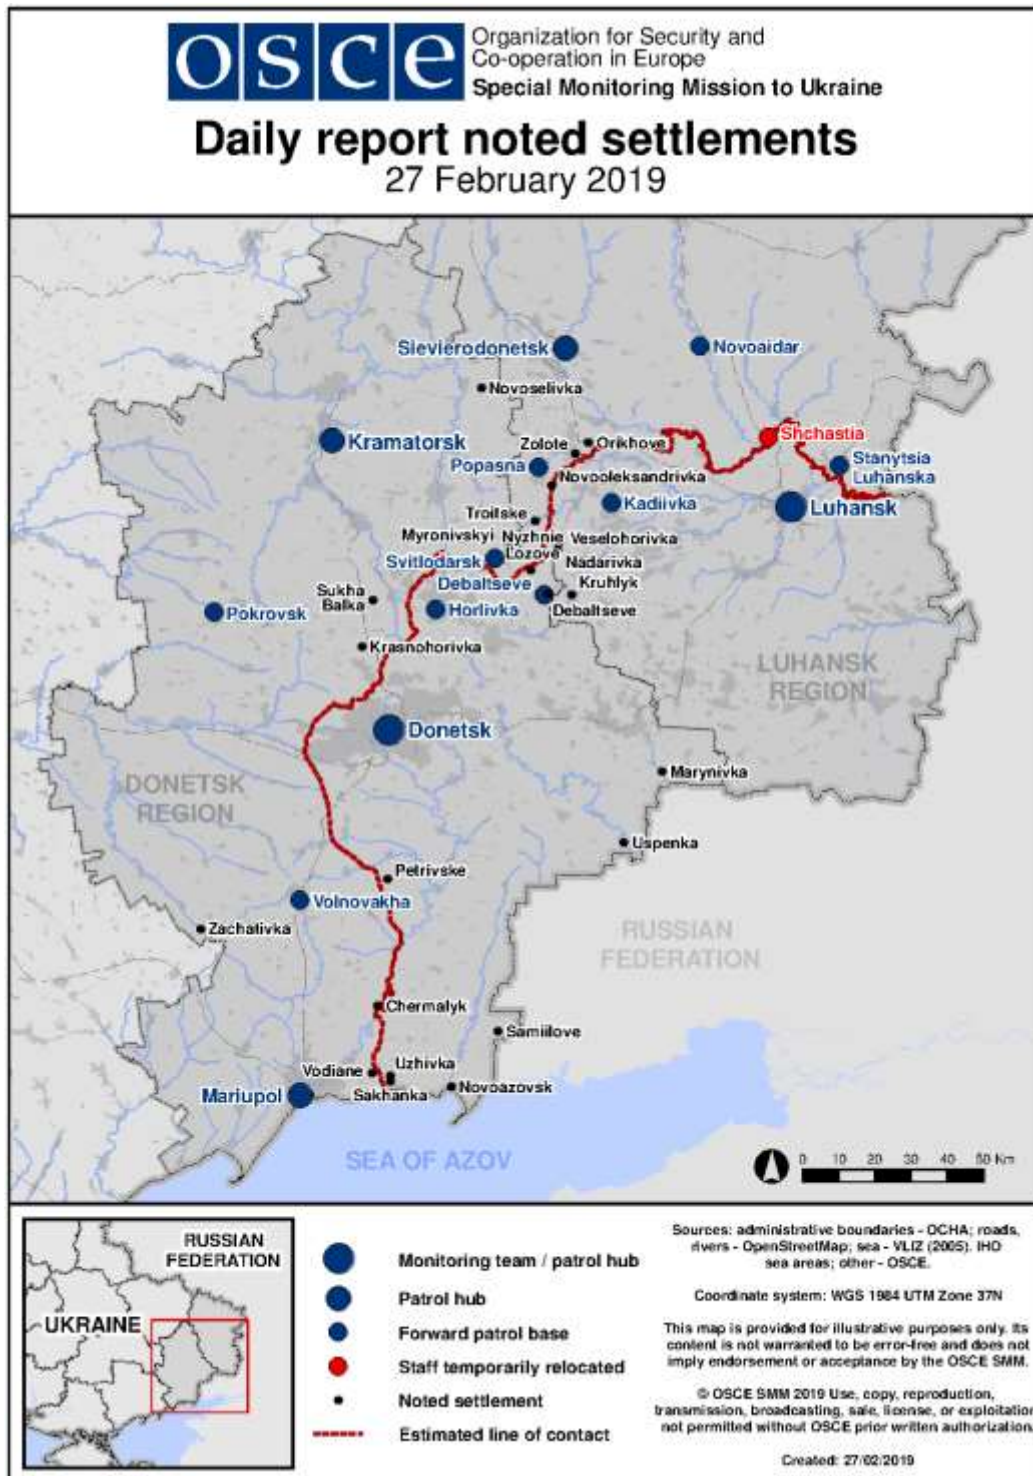 osce
Organization for Security and
Co-operation in Europe
Special Monitoring Mission to Ukraine
Daily report noted settlements
27 February 2019
Sievierodonetsk
Novoaidar
Novoselivka
Kramatorsk
Zolote
Orikhove
Shchastia
Popasna
Stanytsia
Luhanska
Novooleksandrivka
Kadiivka
Luhansk
Troitske
Myronivskyi
Nyzhnie
Lozove
Veselohorivka
Svitlodarsk
Nadarivka
Debaltseve
Kruhlyk
Sukha
Balka
Pokrovsk
Horlivka
Debaltseve
Krasnohorivka
LUHANSK
REGION
Donetsk
DONETSK
REGION
Marynivka
Uspenka
Petrivske
Volnovakha
Zachativka
RUSSIAN
FEDERATION
Chermalyk
Samiilove
Vodiane
Uzhivka
Mariupol
Sakhanka
Novoazovsk
SEA OF AZOV
0 10 20 30 40 50 Km
RUSSIAN
FEDERATION
UKRAINE
Monitoring team / patrol hub
Patrol hub
Forward patrol base
Staff temporarily relocated
Noted settlement
Estimated line of contact
Sources: administrative boundaries - OCHA; roads,
rivers - OpenStreetMap; sea - VLIZ (2005). IHO
sea areas; other - OSCE.
Coordinate system: WGS 1984 UTM Zone 37N
This map is provided for illustrative purposes only. Its
content is not warranted to be error-free and does not
imply endorsement or acceptance by the OSCE SMM.
© OSCE SMM 2019 Use, copy, reproduction,
transmission, broadcasting, sale, license, or exploitation
not permitted without OSCE prior written authorization.
Created: 27/02/2019